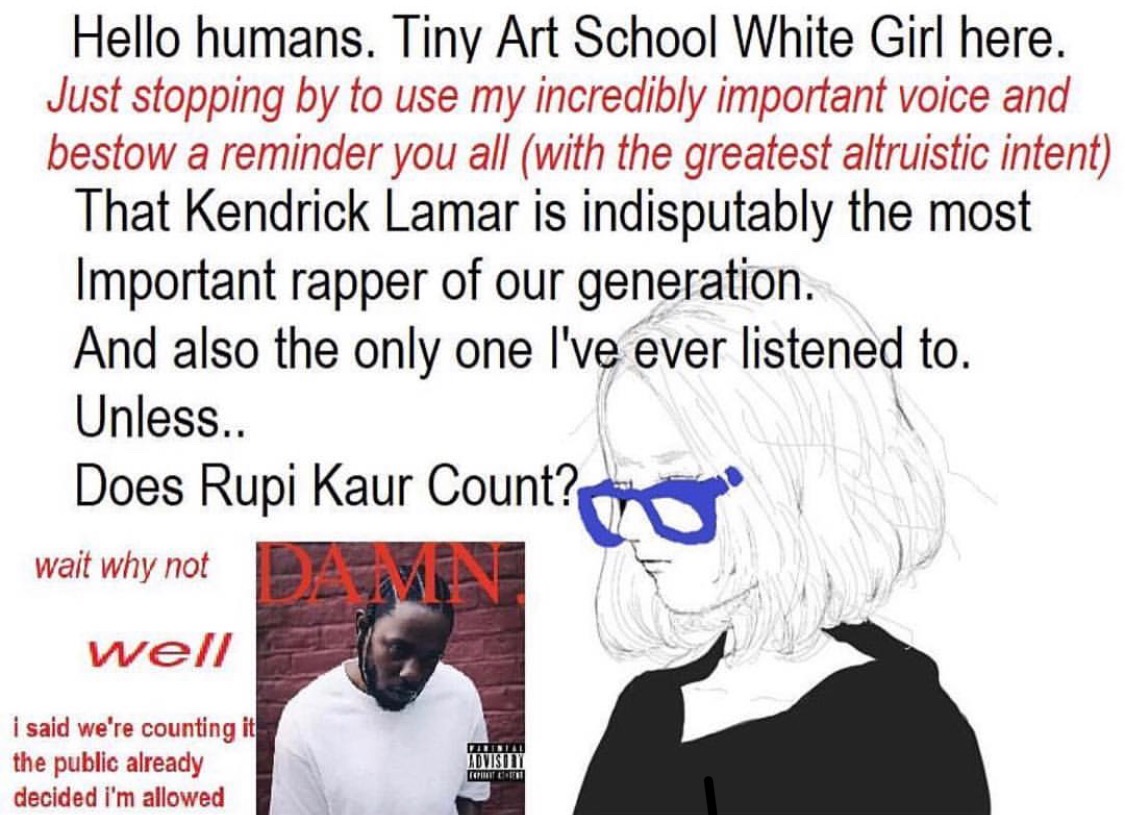 Hello humans. Tiny Art School White Girl here.
Just stopping by to use my incredibly important voice and
bestow a reminder you all (with the greatest altruistic intent)
That Kendrick Lamar is indisputably the most
Important rapper of our generation.
And also the only one I've ever listened to.
Unless..
Does Rupi Kaur Count?
wait why not
well
i said we're counting it
the public already
decided i'm allowed
DAMN.
PARENTAL
ADVISORY
EXPLICIT CONTENT